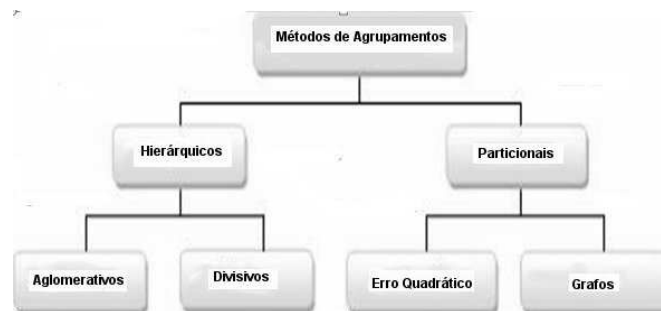 Métodos de Agrupamentos
Hierárquicos
Particionais
Aglomerativos
Divisivos
Erro Quadrático
Grafos